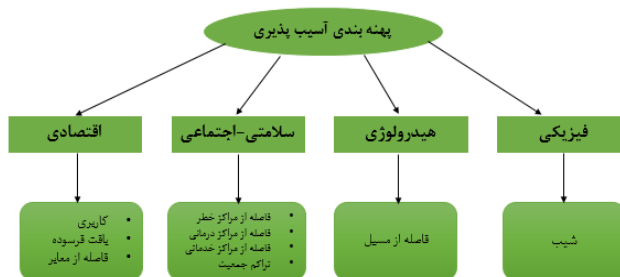 پهنه بندی آسیب پذیری
فیزیکی
هیدرولوژی
سلامتی-اجتماعی
اقتصادی
شیب
فاصله از مسیل
• فاصله از مراکز خطر
• فاصله از مراکز درمانی
• فاصله از مراکز خدماتی
• تراکم جمعیت
• کاربری
• یافت فرسوده
• فاصله از معابر